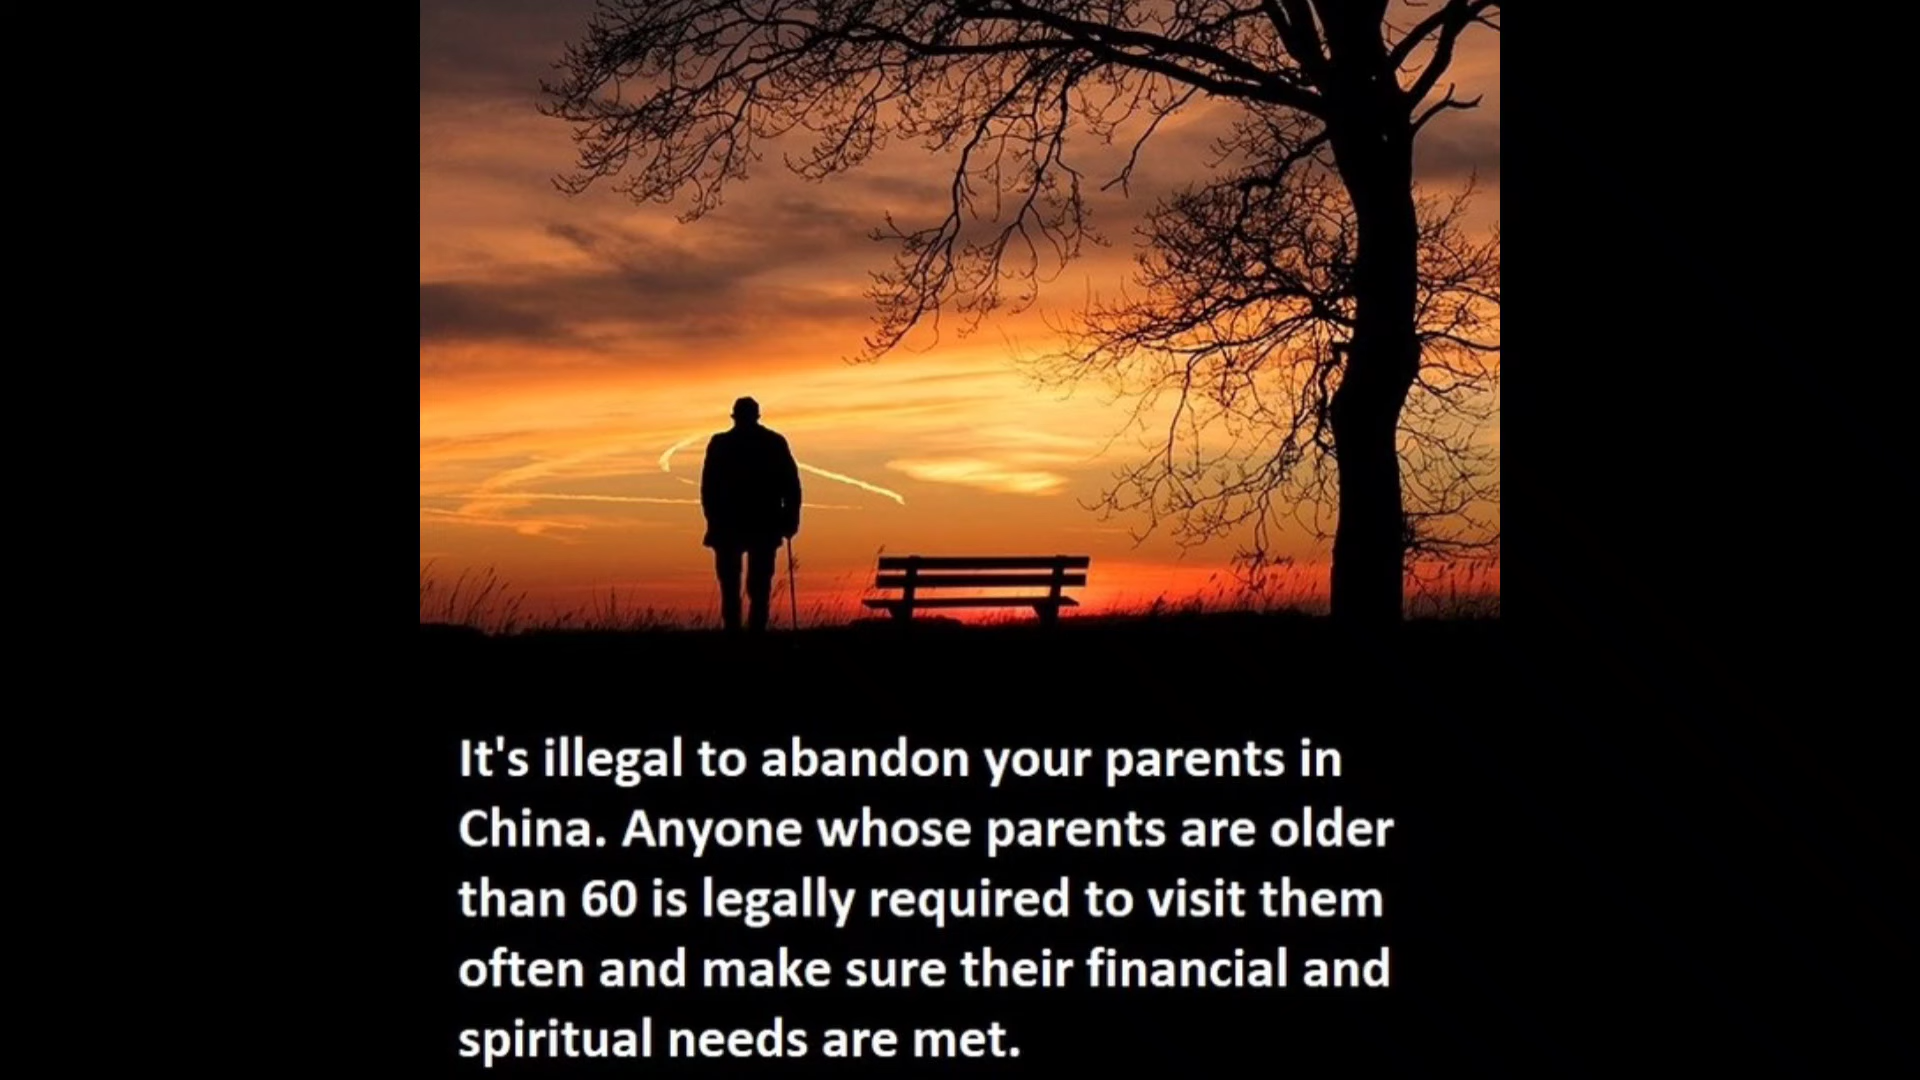 It's illegal to abandon your parents in
China. Anyone whose parents are older
than 60 is legally required to visit them
often and make sure their financial and
spiritual needs are met.